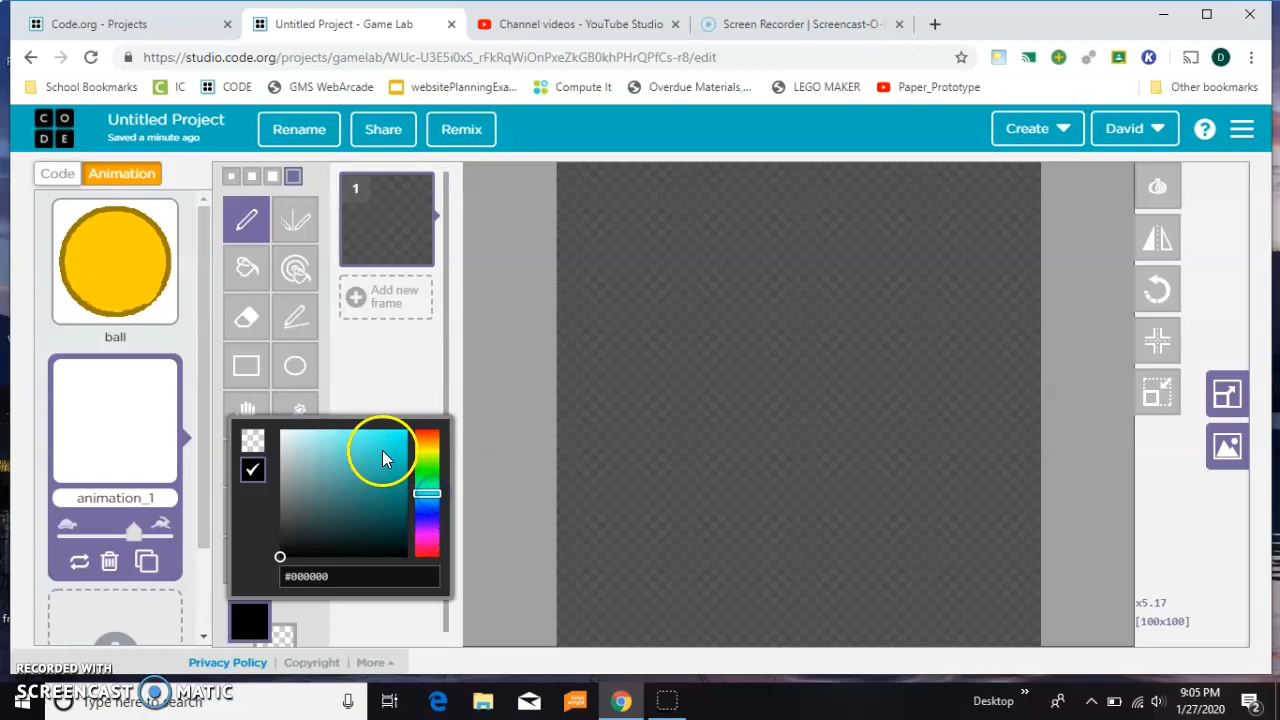 Code.org - Projects
Untitled Project - Game Lab
Channel videos - YouTube Studio
Screen Recorder | Screencast-O-
https://studio.code.org/projects/gamelab/WUc-U3E5i0xS_rFkRqWiOnPxeZkGB0khPHrQPfCs-r8/edit
D
School Bookmarks
IC
CODE
GMS WebArcade
websitePlanningExa...
Compute It
Overdue Materials,...
LEGO MAKER
Paper_Prototype
Other bookmarks
CODE
Untitled Project
Saved a minute ago
Rename
Share
Remix
Create
David
?
Code
Animation
1
Add new frame
ball
animation_1
#000000
x5.17
[100x100]
Privacy Policy
Copyright
More
RECORDED WITH
SCREENCAST MATIC
Type here to search
Desktop
9:05 PM
1/27/2020
2